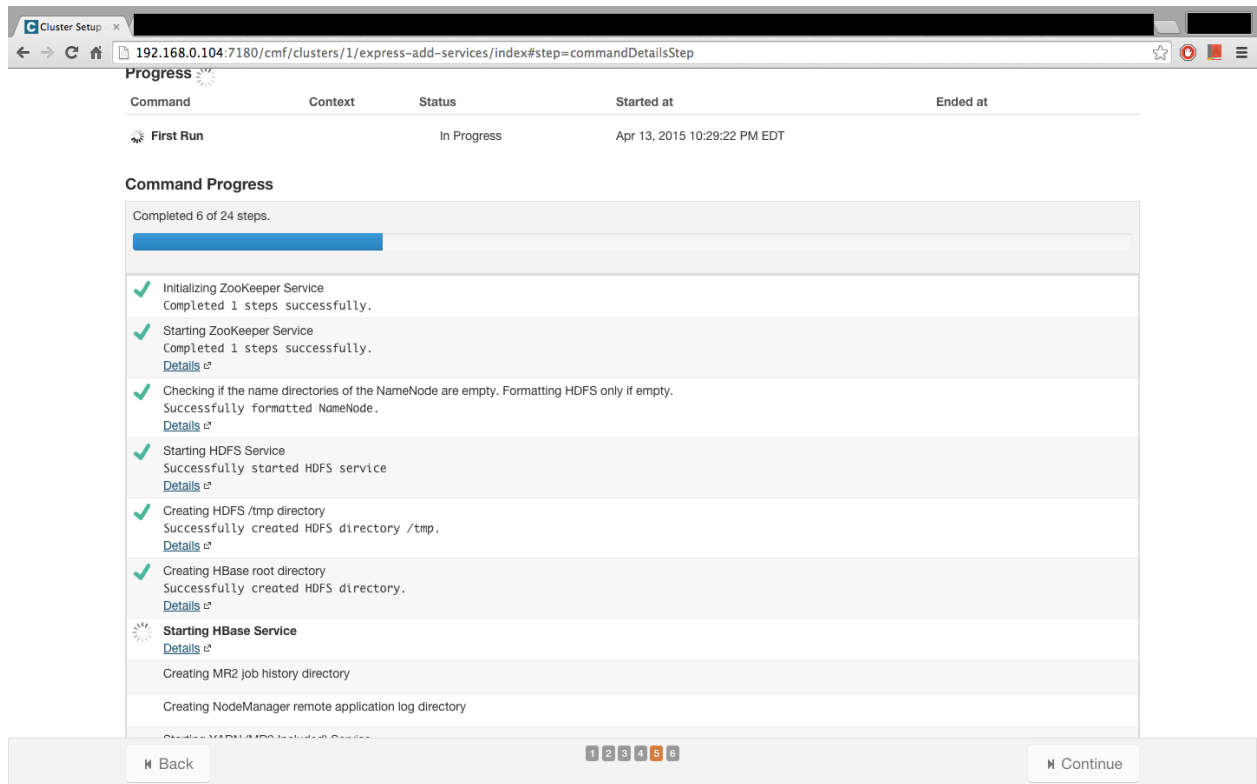 Cluster Setup
192.168.0.104:7180/cmf/clusters/1/express-add-services/index#step=commandDetailsStep
Progress
Command Context Status Started at Ended at
First Run In Progress Apr 13, 2015 10:29:22 PM EDT
Command Progress
Completed 6 of 24 steps.
Initializing ZooKeeper Service
Completed 1 steps successfully.
Starting ZooKeeper Service
Completed 1 steps successfully.
Details
Checking if the name directories of the NameNode are empty. Formatting HDFS only if empty.
Successfully formatted NameNode.
Details
Starting HDFS Service
Successfully started HDFS service
Details
Creating HDFS /tmp directory
Successfully created HDFS directory /tmp.
Details
Creating HBase root directory
Successfully created HDFS directory.
Details
Starting HBase Service
Details
Creating MR2 job history directory
Creating NodeManager remote application log directory
Starting YARN (MR2 Included) Service
Back 1 2 3 4 5 6 Continue